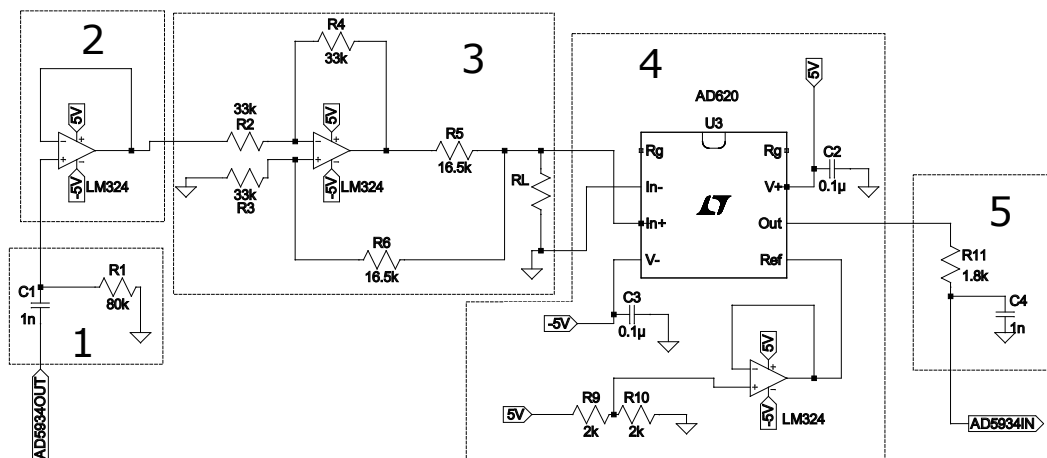 2
5V
-5V
LM324
1
C1
1n
R1
80k
AD5934OUT
3
R4
33k
33k
R2
33k
R3
5V
-5V
LM324
R5
16.5k
R6
16.5k
RL
4
AD620
U3
Rg
Rg
In-
In+
V-
V+
Out
Ref
5V
C2
0.1µ
-5V
C3
0.1µ
5V
R9
2k
R10
2k
5V
-5V
LM324
5
R11
1.8k
C4
1n
AD5934IN